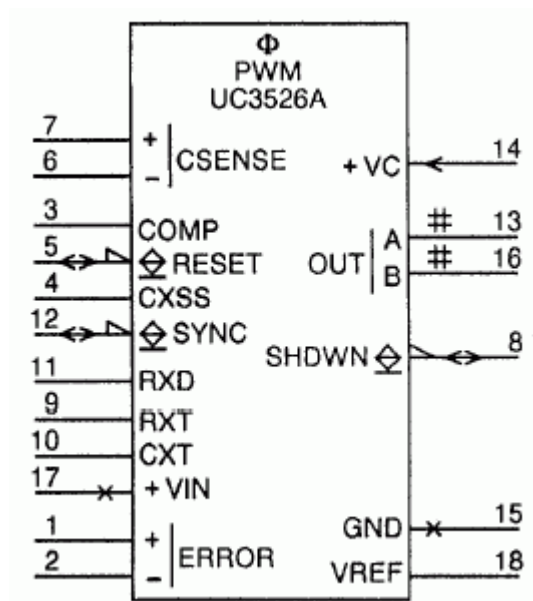 Φ
PWM
UC3526A
7 + CSENSE
6 −
+ VC 14
3 COMP
OUT A # 13
5 RESET
B # 16
4 CXSS
12 SYNC
SHDWN 8
11 RXD
9 RXT
10 CXT
17 + VIN
1 + ERROR
GND 15
2 −
VREF 18